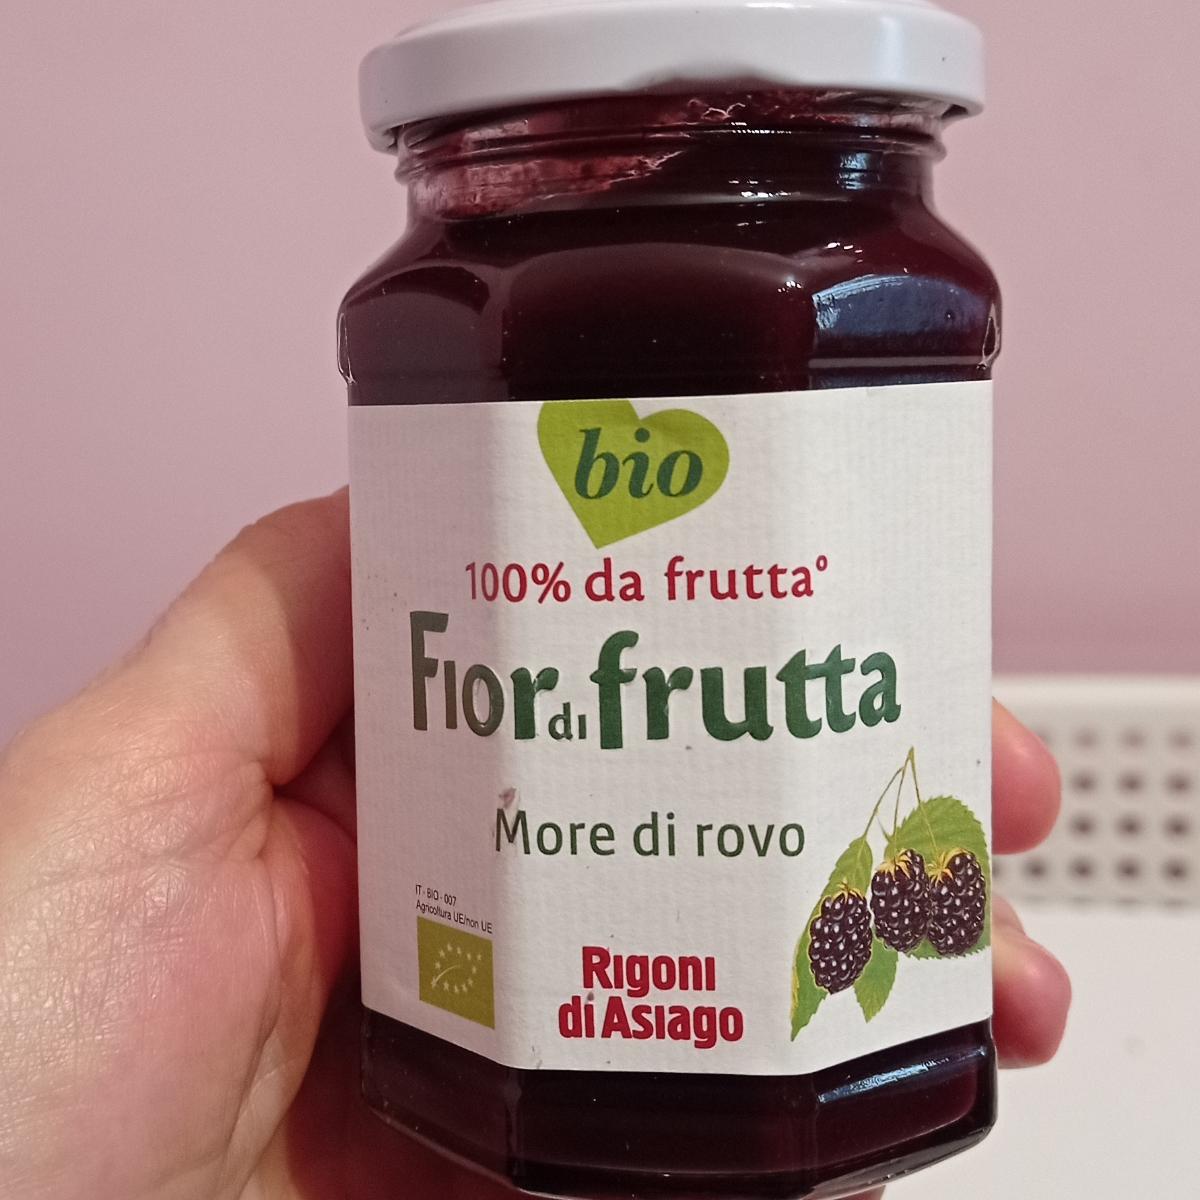 bio
100% da frutta°
Fior di frutta
More di rovo
IT - BIO - 007
Agricoltura UE/non UE
Rigoni
di Asiago